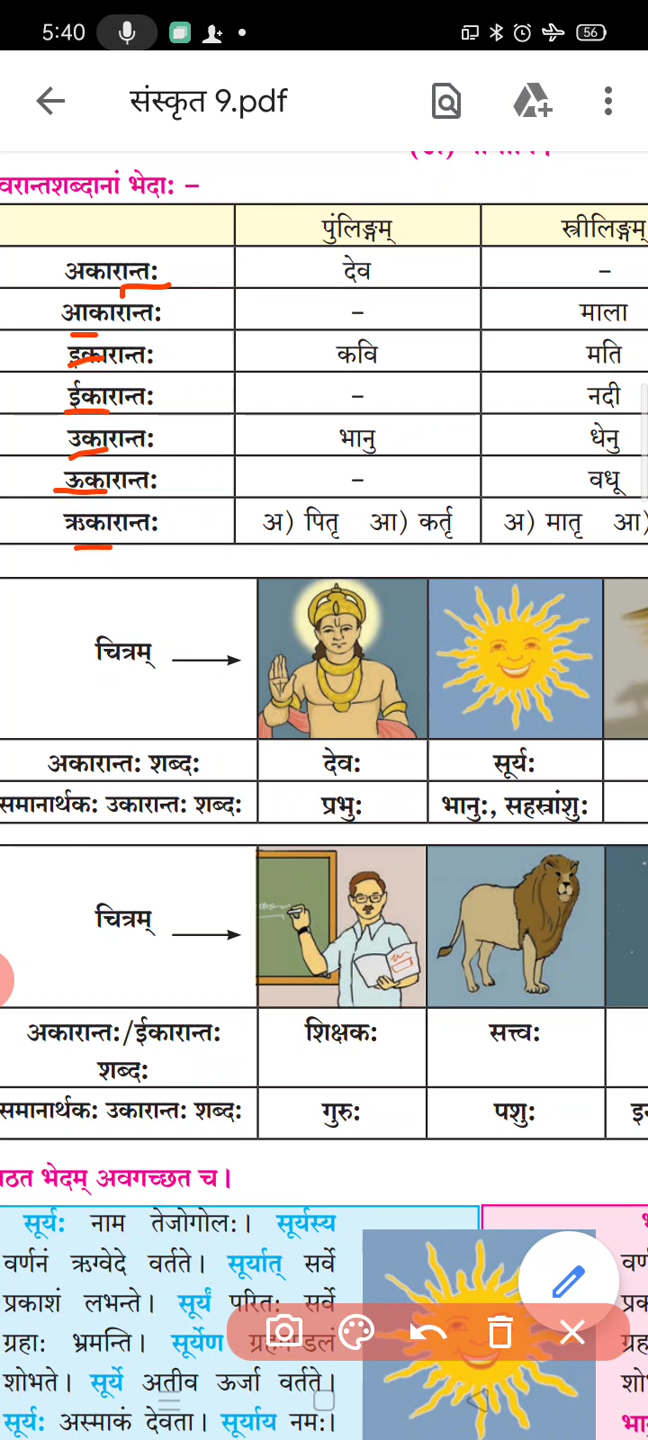 5:40 56
संस्कृत 9.pdf
वरान्तशब्दानां भेदाः –
पुंलिङ्गम् स्त्रीलिङ्गम्
अकारान्तः देव –
आकारान्तः – माला
इकारान्तः कवि मति
ईकारान्तः – नदी
उकारान्तः भानु धेनु
ऊकारान्तः – वधू
ऋकारान्तः अ) पितृ आ) कर्तृ अ) मातृ आ)
चित्रम्
अकारान्तः शब्दः देवः सूर्यः
समानार्थकः उकारान्तः शब्दः प्रभुः भानुः, सहस्रांशुः
चित्रम्
अकारान्तः/ईकारान्तः शिक्षकः सत्त्वः
शब्दः
समानार्थकः उकारान्तः शब्दः गुरुः पशुः
ठत भेदम् अवगच्छत च।
सूर्यः नाम तेजोगोलः। सूर्यस्य
वर्णनं ऋग्वेदे वर्तते। सूर्यात् सर्वे
प्रकाशं लभन्ते। सूर्यं परितः सर्वे
ग्रहाः भ्रमन्ति। सूर्येण
शोभते। सूर्ये अतीव ऊर्जा वर्तते।
सूर्यः अस्माकं देवता। सूर्याय नमः।